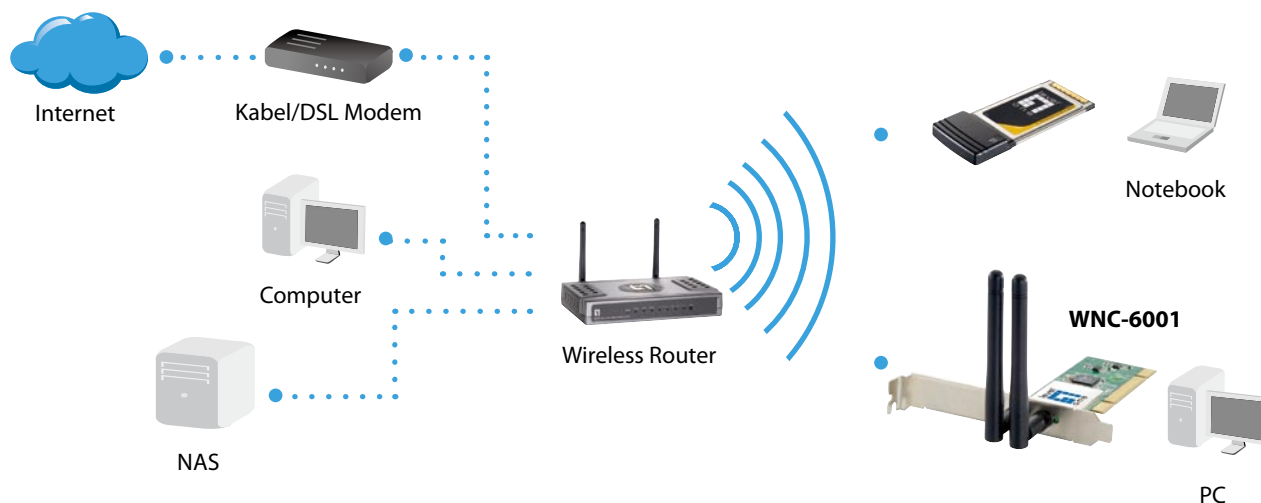 Internet
Kabel/DSL Modem
Notebook
Computer
WNC-6001
Wireless Router
NAS
PC